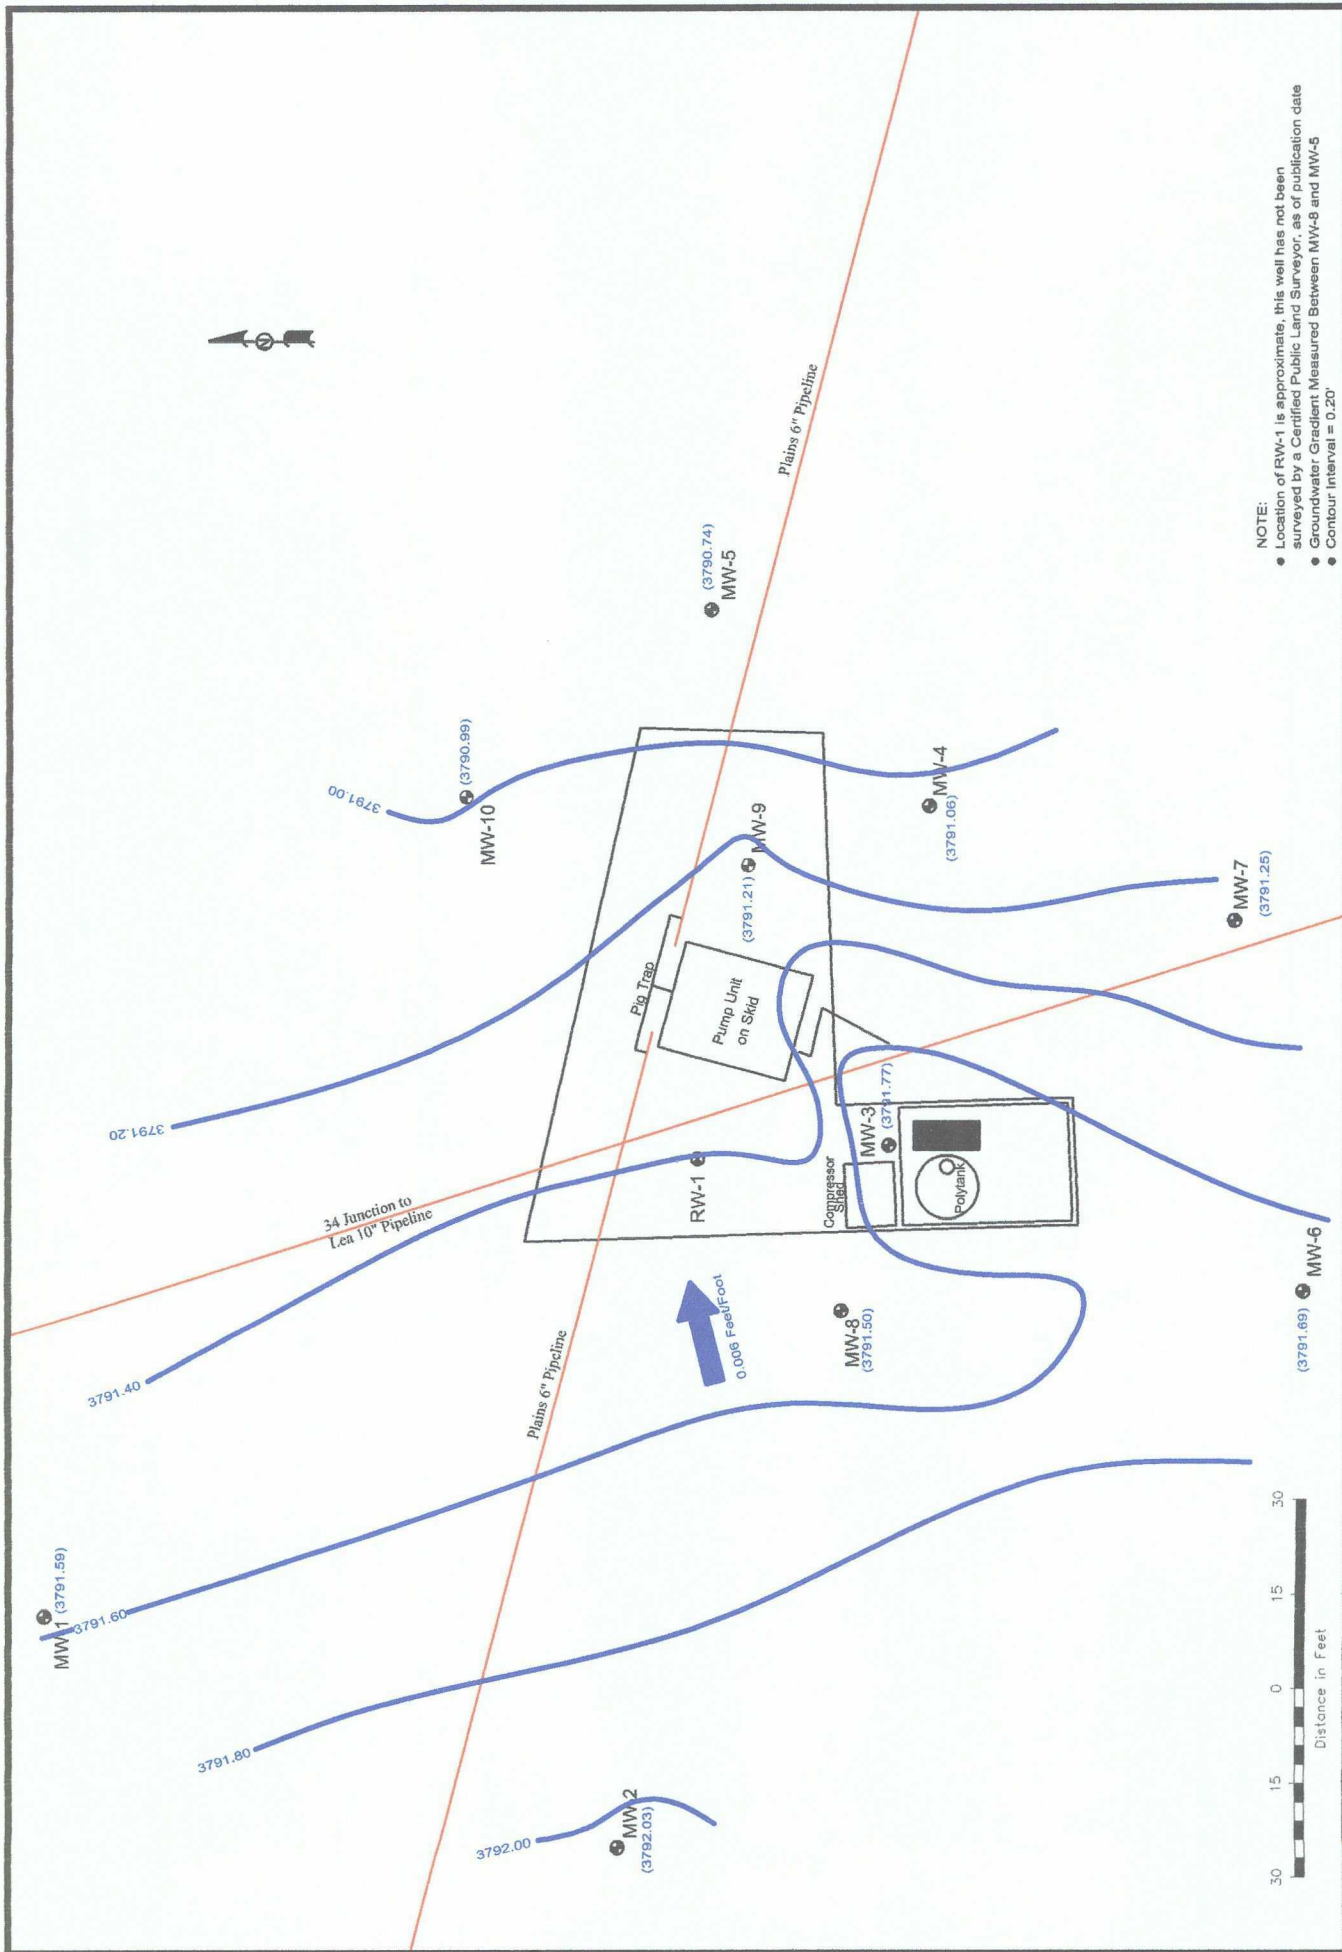 MW-1
(3791.59)
3791.60
3791.80
3792.00
MW-2
(3792.03)
3791.40
3791.20
3791.00
MW-10
(3790.99)
34 Junction to
Lea 10" Pipeline
Plains 6" Pipeline
Plains 6" Pipeline
Pig Trap
Pump Unit
on Skid
RW-1
0.006 Feet/Foot
MW-8
(3791.50)
Compressor
Shed
MW-3
(3791.77)
Polytank
(3791.21)
MW-9
(3790.74)
MW-5
MW-4
(3791.06)
MW-7
(3791.25)
(3791.69)
MW-6
N
30
15
0
15
30
Distance in Feet
NOTE:
● Location of RW-1 is approximate, this well has not been
surveyed by a Certified Public Land Surveyor, as of publication date
● Groundwater Gradient Measured Between MW-8 and MW-5
● Contour Interval = 0.20'